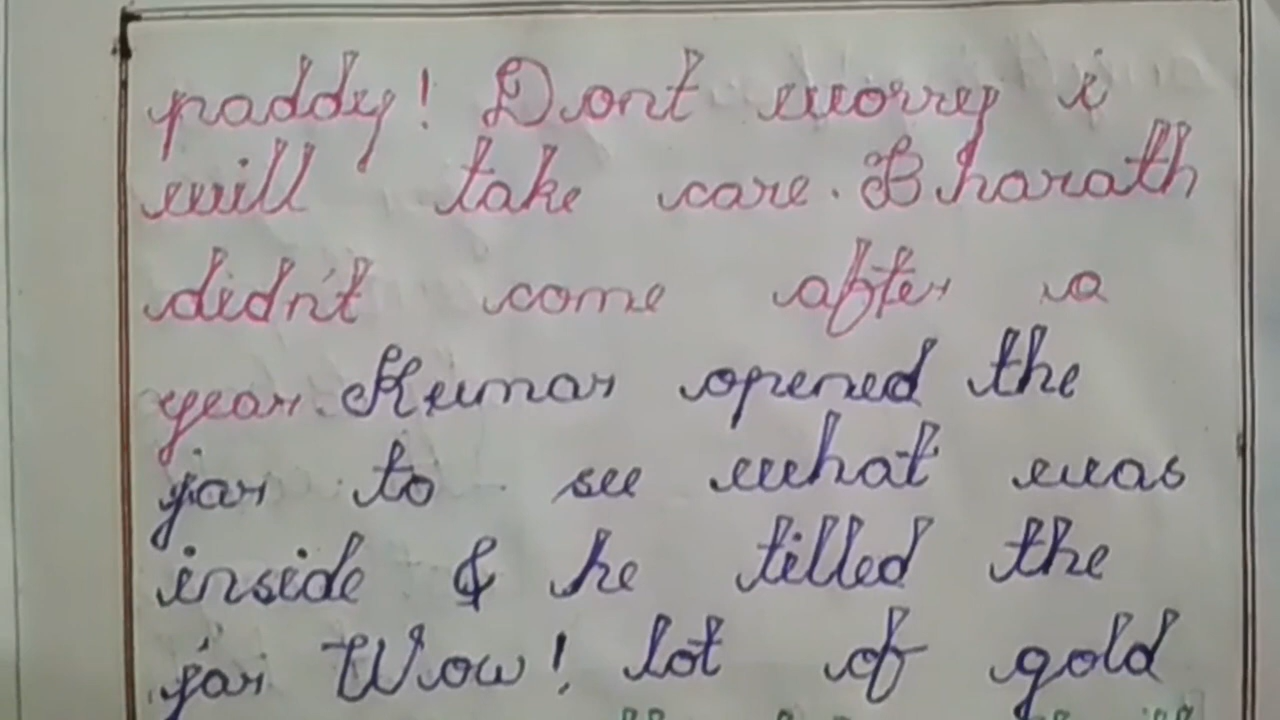 paddy! Dont worry i
will take care. Bharath
didn't come after a
year. Kumar opened the
jar to see what was
inside & he tilled the
jar Wow! lot of gold